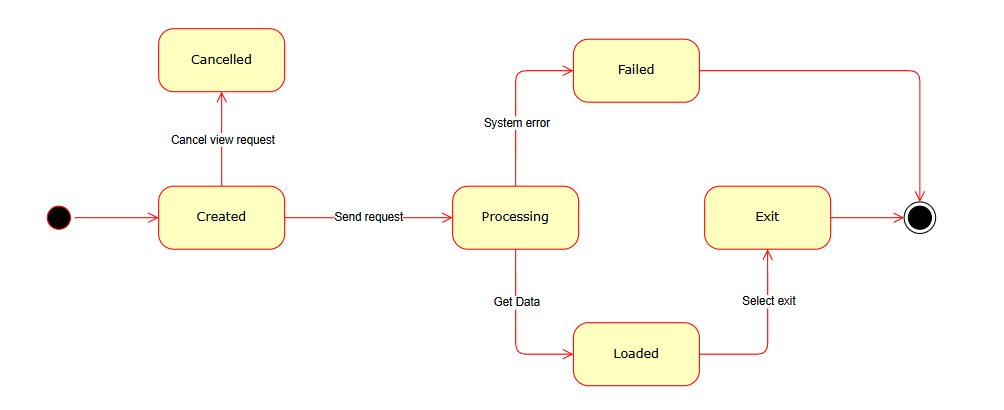 Cancelled
Failed
System error
Cancel view request
Created
Send request
Processing
Exit
Get Data
Select exit
Loaded